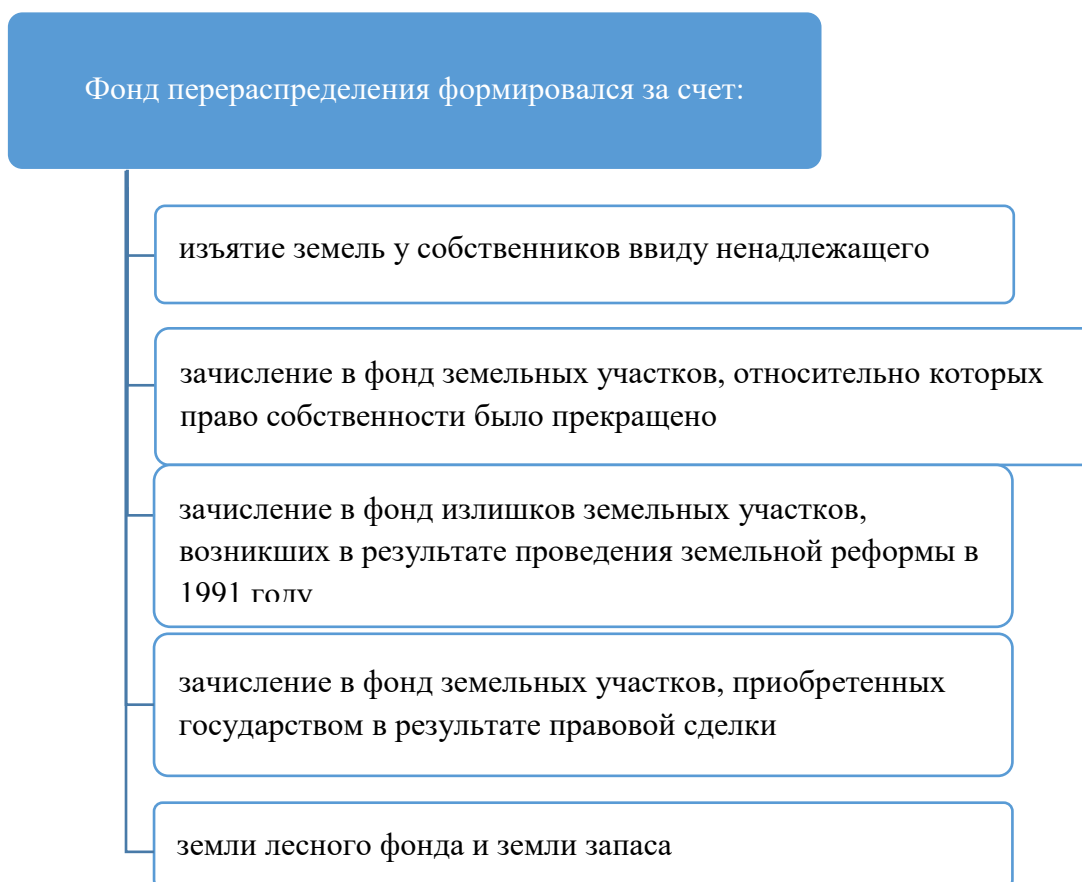 Фонд перераспределения формировался за счет:
изъятие земель у собственников ввиду ненадлежащего
зачисление в фонд земельных участков, относительно которых
право собственности было прекращено
зачисление в фонд излишков земельных участков,
возникших в результате проведения земельной реформы в
1991 году
зачисление в фонд земельных участков, приобретенных
государством в результате правовой сделки
земли лесного фонда и земли запаса